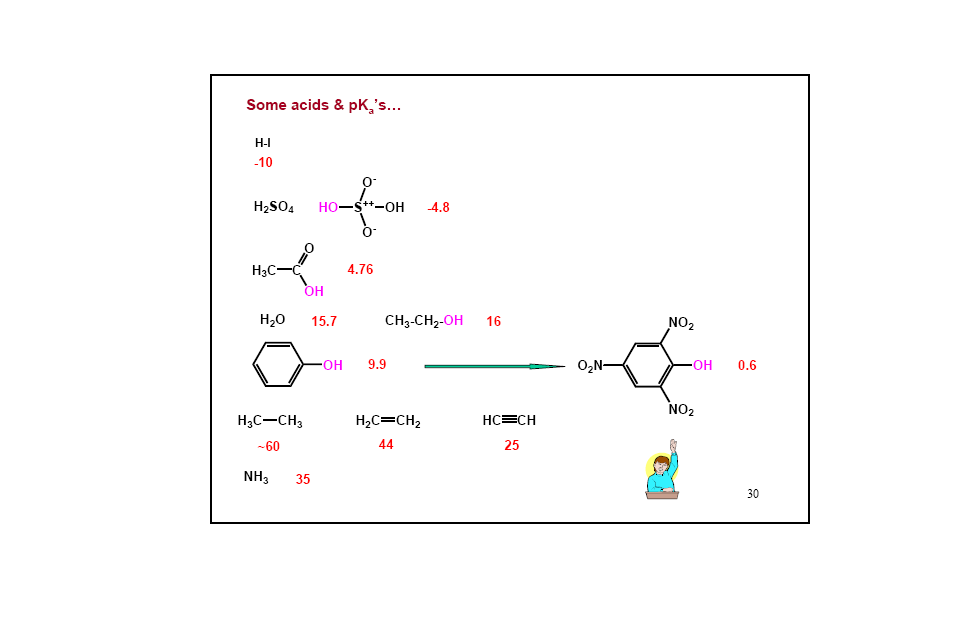 Some acids & pKₐ's…
H-I
-10
O⁻
H₂SO₄ HO–S⁺⁺–OH -4.8
O⁻
O
H₃C–C 4.76
OH
H₂O 15.7 CH₃-CH₂-OH 16
NO₂
OH 9.9 O₂N OH 0.6
NO₂
H₃C–CH₃ H₂C=CH₂ HC≡CH
~60 44 25
NH₃ 35
30